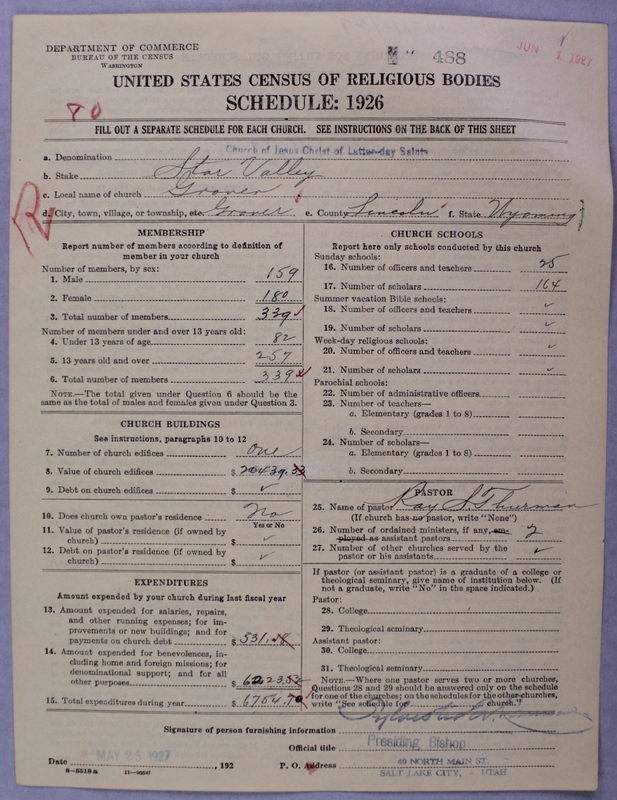 DEPARTMENT OF COMMERCE
BUREAU OF THE CENSUS
WASHINGTON
488
JUN 1 1927
UNITED STATES CENSUS OF RELIGIOUS BODIES
SCHEDULE: 1926
FILL OUT A SEPARATE SCHEDULE FOR EACH CHURCH. SEE INSTRUCTIONS ON THE BACK OF THIS SHEET
a. Denomination Church of Jesus Christ of Latter-day Saints
b. Stake Star Valley
c. Local name of church Grover
d. City, town, village, or township, etc. Grover e. County Lincoln f. State Wyoming
MEMBERSHIP
Report number of members according to definition of
member in your church
Number of members, by sex:
1. Male 159
2. Female 180
3. Total number of members 339
Number of members under and over 13 years old:
4. Under 13 years of age 82
5. 13 years old and over 257
6. Total number of members 339
NOTE.—The total given under Question 6 should be
same as the total of males and females given under Question 3.
CHURCH BUILDINGS
See instructions, paragraphs 10 to 12
7. Number of church edifices One
8. Value of church edifices $ 20439.33
9. Debt on church edifices $ ✓
10. Does church own pastor's residence? No
Yes or No
11. Value of pastor's residence (if owned by
church) $ ✓
12. Debt on pastor's residence (if owned by
church) $ ✓
EXPENDITURES
Amount expended by your church during last fiscal year
13. Amount expended for salaries, repairs,
and other running expenses; for im-
provements or new buildings; and for
payments on church debt $ 531.18
14. Amount expended for benevolences, in-
cluding home and foreign missions; for
denominational support; and for all
other purposes $ 6223.52
15. Total expenditures during year $ 6754.70
CHURCH SCHOOLS
Report here only schools conducted by this church
Sunday schools:
16. Number of officers and teachers 25
17. Number of scholars 164
Summer vacation Bible schools:
18. Number of officers and teachers ✓
19. Number of scholars ✓
Week-day religious schools:
20. Number of officers and teachers ✓
21. Number of scholars ✓
Parochial schools:
22. Number of administrative officers
23. Number of teachers—
a. Elementary (grades 1 to 8)
b. Secondary
24. Number of scholars—
a. Elementary (grades 1 to 8)
b. Secondary
PASTOR
25. Name of pastor Ray S. Thurman
(If church has no pastor, write "None")
26. Number of ordained ministers, if any, em-
ployed as assistant pastors 2
27. Number of other churches served by the
pastor or his assistants ✓
If pastor (or assistant pastor) is a graduate of a college or
theological seminary, give name of institution below. (If
not a graduate, write "No" in the space indicated.)
Pastor:
28. College
29. Theological seminary
Assistant pastor:
30. College
31. Theological seminary
NOTE.—Where one pastor serves two or more churches,
Questions 28 and 29 should be answered only on the schedule
for one of the churches; on the schedules for the other churches,
write "See schedule for church."
Signature of person furnishing information
Official title Presiding Bishop
Date MAY 25 1927, 192 P. O. Address 40 NORTH MAIN ST.
SALT LAKE CITY, - UTAH